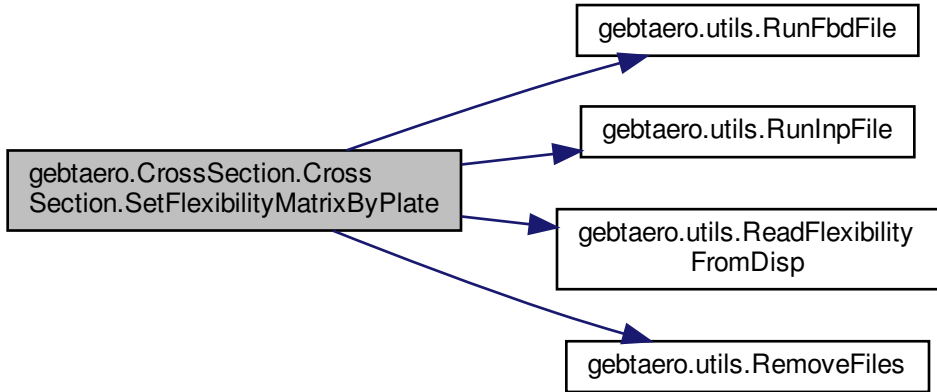 gebtaero.utils.RunFbdFile
gebtaero.utils.RunInpFile
gebtaero.CrossSection.Cross
Section.SetFlexibilityMatrixByPlate
gebtaero.utils.ReadFlexibility
FromDisp
gebtaero.utils.RemoveFiles